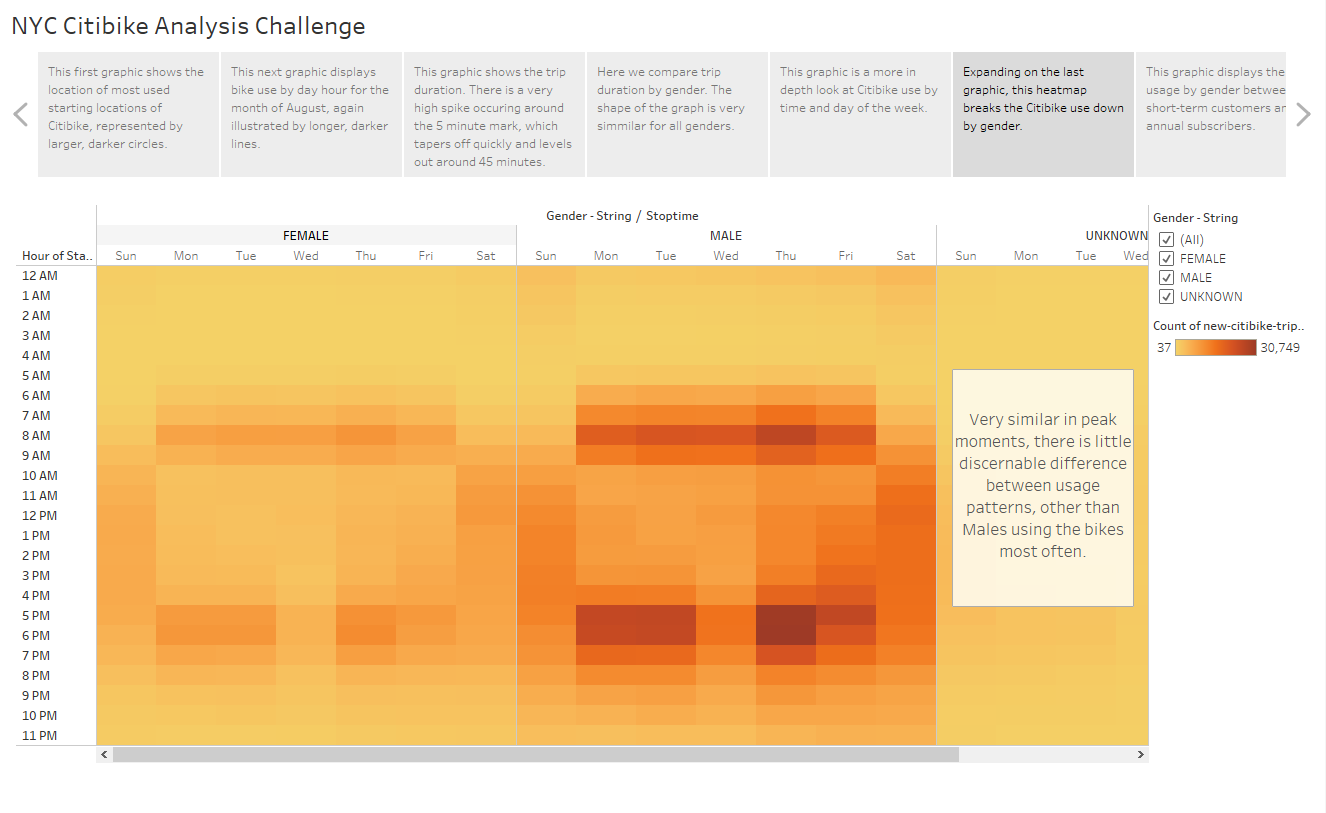 NYC Citibike Analysis Challenge
This first graphic shows the
location of most used
starting locations of
Citibike, represented by
larger, darker circles.
This next graphic displays
bike use by day hour for the
month of August, again
illustrated by longer, darker
lines.
This graphic shows the trip
duration. There is a very
high spike occuring around
the 5 minute mark, which
tapers off quickly and levels
out around 45 minutes.
Here we compare trip
duration by gender. The
shape of the graph is very
simmilar for all genders.
This graphic is a more in
depth look at Citibike use by
time and day of the week.
Expanding on the last
graphic, this heatmap
breaks the Citibike use down
by gender.
This graphic displays the
usage by gender betwee
short-term customers an
annual subscribers.
Gender - String / Stoptime
FEMALE MALE UNKNOWN
Hour of Sta.. Sun Mon Tue Wed Thu Fri Sat Sun Mon Tue Wed Thu Fri Sat Sun Mon Tue Wed
12 AM
1 AM
2 AM
3 AM
4 AM
5 AM
6 AM
7 AM
8 AM
9 AM
10 AM
11 AM
12 PM
1 PM
2 PM
3 PM
4 PM
5 PM
6 PM
7 PM
8 PM
9 PM
10 PM
11 PM
Very similar in peak
moments, there is little
discernable difference
between usage
patterns, other than
Males using the bikes
most often.
Gender - String
(All)
FEMALE
MALE
UNKNOWN
Count of new-citibike-trip..
37 30,749